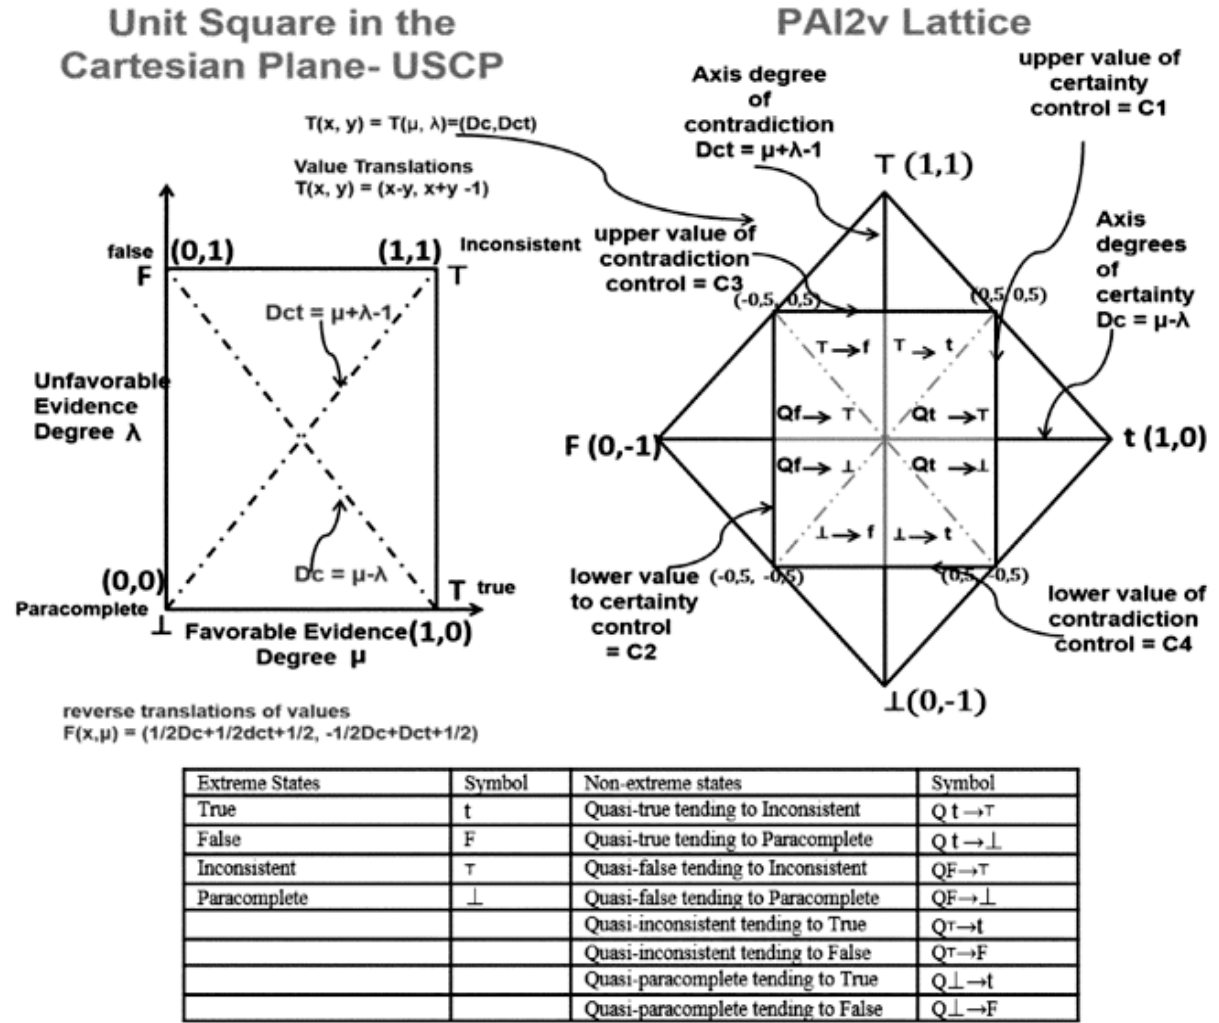 Unit Square in the
Cartesian Plane- USCP
PAl2v Lattice
T(x, y) = T(μ, λ)=(Dc,Dct)
Value Translations
T(x, y) = (x-y, x+y -1)
false
(0,1)
(1,1)
Inconsistent
F
⊤
Dct = μ+λ-1
Unfavorable
Evidence
Degree λ
Dc = μ-λ
(0,0)
Paracomplete
⊥
T true
Favorable Evidence(1,0)
Degree μ
reverse translations of values
F(x,μ) = (1/2Dc+1/2dct+1/2, -1/2Dc+Dct+1/2)
Axis degree
of
contradiction
Dct = μ+λ-1
upper value of
certainty
control = C1
⊤ (1,1)
Axis
degrees
of
certainty
Dc = μ-λ
upper value of
contradiction
control = C3
(-0,5, 0,5)
(0,5, 0,5)
⊤→f
⊤→ t
Qf→ ⊤
Qt →⊤
F (0,-1)
t (1,0)
Qf→ ⊥
Qt →⊥
⊥→ f
⊥→ t
(-0,5, -0,5)
(0,5, -0,5)
lower value
to certainty
control
= C2
lower value of
contradiction
control = C4
⊥(0,-1)
Extreme States Symbol Non-extreme states Symbol
True t Quasi-true tending to Inconsistent Q t→⊤
False F Quasi-true tending to Paracomplete Q t→⊥
Inconsistent ⊤ Quasi-false tending to Inconsistent QF→⊤
Paracomplete ⊥ Quasi-false tending to Paracomplete QF→⊥
Quasi-inconsistent tending to True Q⊤→t
Quasi-inconsistent tending to False Q⊤→F
Quasi-paracomplete tending to True Q⊥→t
Quasi-paracomplete tending to False Q⊥→F